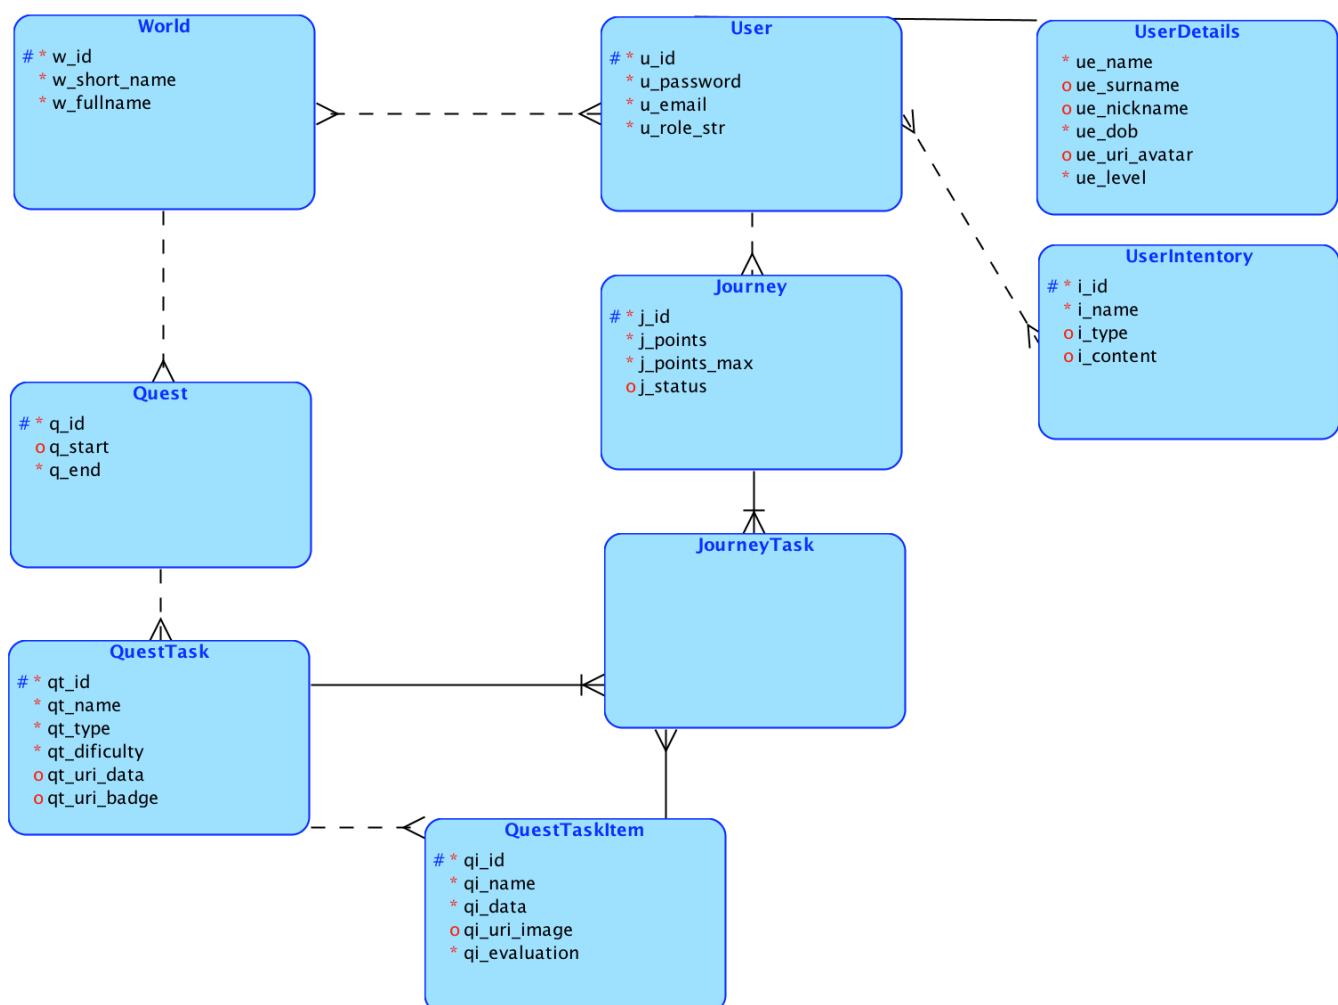 World
# * w_id
* w_short_name
* w_fullname
User
# * u_id
* u_password
* u_email
* u_role_str
UserDetails
* ue_name
o ue_surname
o ue_nickname
* ue_dob
o ue_uri_avatar
* ue_level
UserIntentory
# * i_id
* i_name
o i_type
o i_content
Journey
# * j_id
* j_points
* j_points_max
o j_status
Quest
# * q_id
o q_start
* q_end
JourneyTask
QuestTask
# * qt_id
* qt_name
* qt_type
* qt_dificulty
o qt_uri_data
o qt_uri_badge
QuestTaskItem
# * qi_id
* qi_name
* qi_data
o qi_uri_image
* qi_evaluation